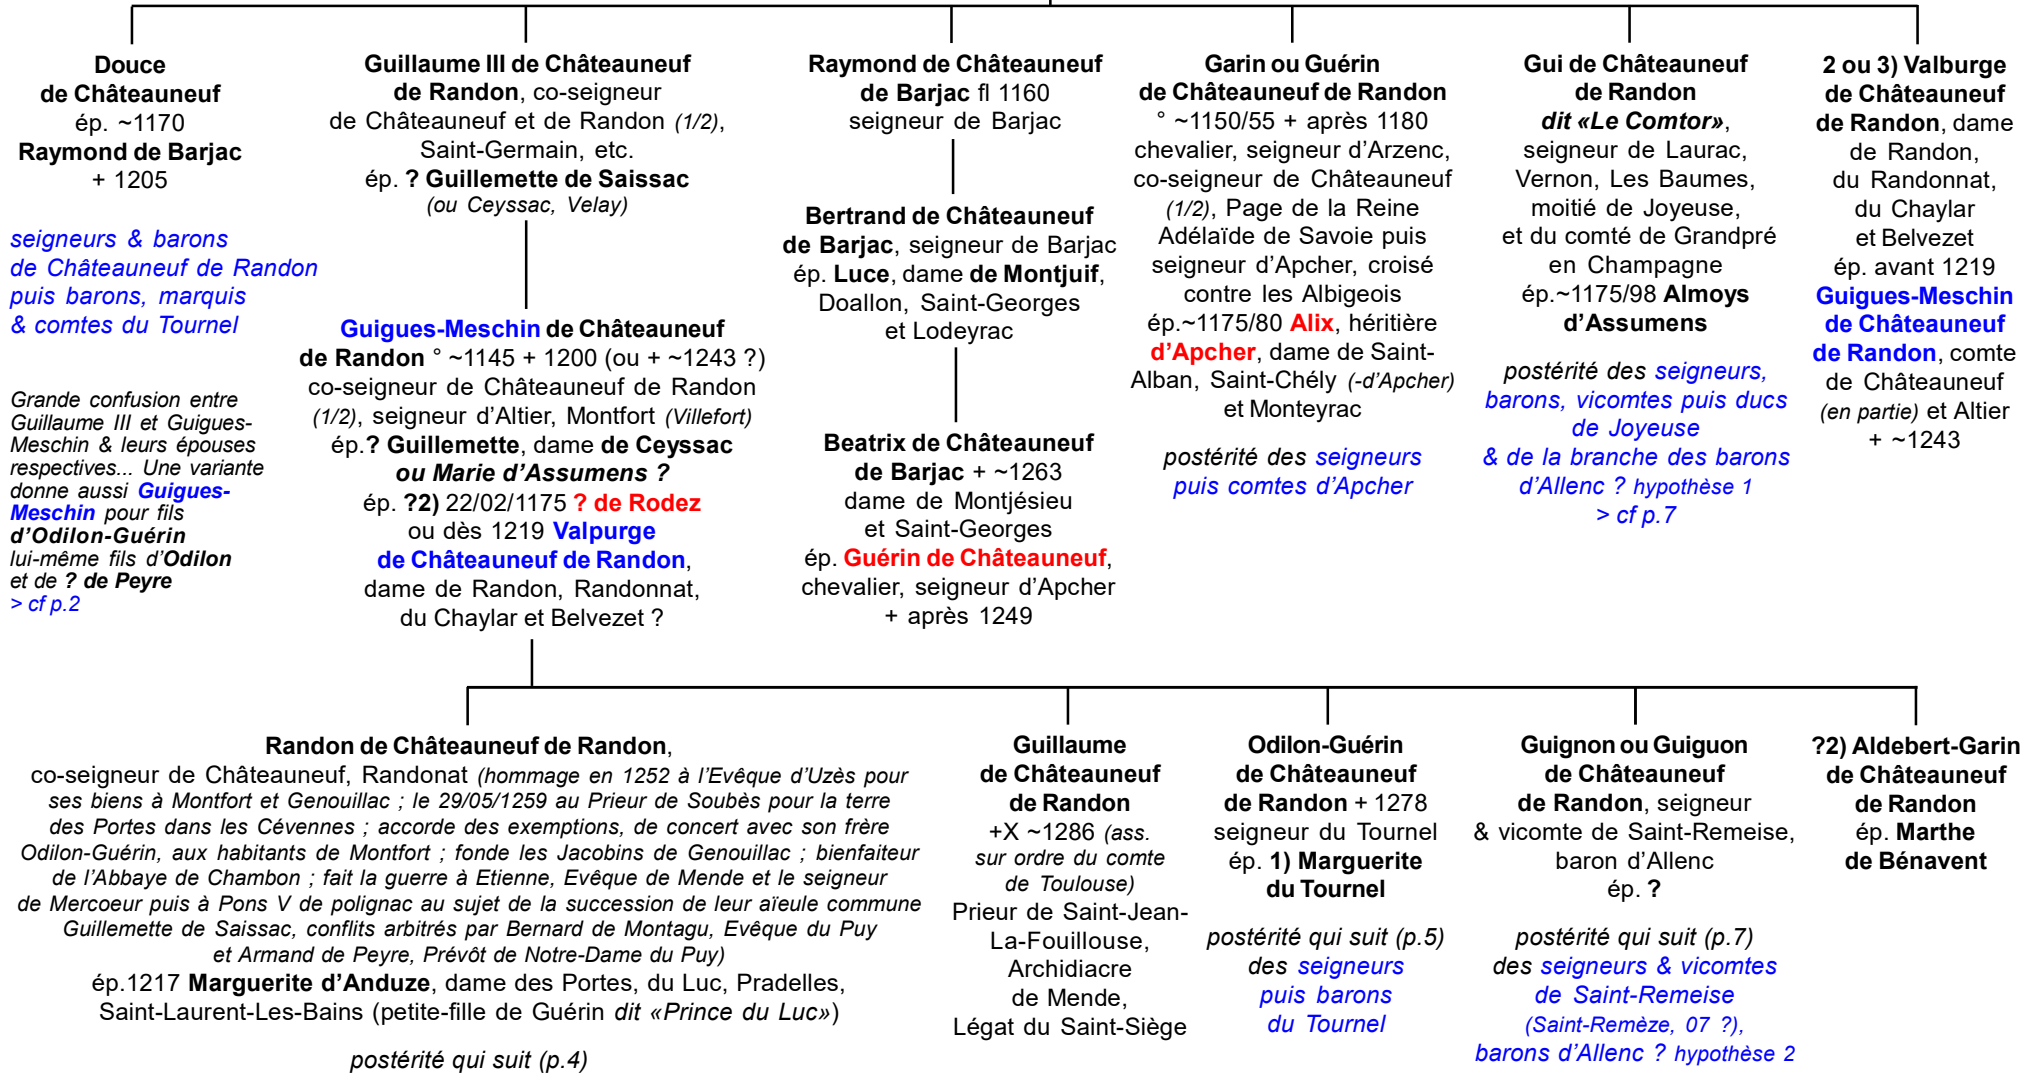 Douce
de Châteauneuf
ép. ~1170
Raymond de Barjac
+ 1205
seigneurs & barons
de Châteauneuf de Randon
puis barons, marquis
& comtes du Tournel
Grande confusion entre
Guillaume III et Guigues-
Meschin & leurs épouses
respectives... Une variante
donne aussi Guigues-
Meschin pour fils
d'Odilon-Guérin
lui-même fils d'Odilon
et de ? de Peyre
> cf p.2
Guillaume III de Châteauneuf
de Randon, co-seigneur
de Châteauneuf et de Randon (1/2),
Saint-Germain, etc.
ép. ? Guillemette de Saissac
(ou Ceyssac, Velay)
Guigues-Meschin de Châteauneuf
de Randon ° ~1145 + 1200 (ou + ~1243 ?)
co-seigneur de Châteauneuf de Randon
(1/2), seigneur d'Altier, Montfort (Villefort)
ép.? Guillemette, dame de Ceyssac
ou Marie d'Assumens ?
ép. ?2) 22/02/1175 ? de Rodez
ou dès 1219 Valpurge
de Châteauneuf de Randon,
dame de Randon, Randonnat,
du Chaylar et Belvezet ?
Raymond de Châteauneuf
de Barjac fl 1160
seigneur de Barjac
Bertrand de Châteauneuf
de Barjac, seigneur de Barjac
ép. Luce, dame de Montjuif,
Doallon, Saint-Georges
et Lodeyrac
Beatrix de Châteauneuf
de Barjac + ~1263
dame de Montjésieu
et Saint-Georges
ép. Guérin de Châteauneuf,
chevalier, seigneur d'Apcher
+ après 1249
Garin ou Guérin
de Châteauneuf de Randon
° ~1150/55 + après 1180
chevalier, seigneur d'Arzenc,
co-seigneur de Châteauneuf
(1/2), Page de la Reine
Adélaïde de Savoie puis
seigneur d'Apcher, croisé
contre les Albigeois
ép.~1175/80 Alix, héritière
d'Apcher, dame de Saint-
Alban, Saint-Chély (-d'Apcher)
et Monteyrac
postérité des seigneurs
puis comtes d'Apcher
Gui de Châteauneuf
de Randon
dit «Le Comtor»,
seigneur de Laurac,
Vernon, Les Baumes,
moitié de Joyeuse,
et du comté de Grandpré
en Champagne
ép.~1175/98 Almoys
d'Assumens
postérité des seigneurs,
barons, vicomtes puis ducs
de Joyeuse
& de la branche des barons
d'Allenc ? hypothèse 1
> cf p.7
2 ou 3) Valburge
de Châteauneuf
de Randon, dame
de Randon,
du Randonnat,
du Chaylar
et Belvezet
ép. avant 1219
Guigues-Meschin
de Châteauneuf
de Randon, comte
de Châteauneuf
(en partie) et Altier
+ ~1243
Randon de Châteauneuf de Randon,
co-seigneur de Châteauneuf, Randonat (hommage en 1252 à l'Evêque d'Uzès pour
ses biens à Montfort et Genouillac ; le 29/05/1259 au Prieur de Soubès pour la terre
des Portes dans les Cévennes ; accorde des exemptions, de concert avec son frère
Odilon-Guérin, aux habitants de Montfort ; fonde les Jacobins de Genouillac ; bienfaiteur
de l'Abbaye de Chambon ; fait la guerre à Etienne, Evêque de Mende et le seigneur
de Mercoeur puis à Pons V de polignac au sujet de la succession de leur aïeule commune
Guillemette de Saissac, conflits arbitrés par Bernard de Montagu, Evêque du Puy
et Armand de Peyre, Prévôt de Notre-Dame du Puy)
ép.1217 Marguerite d'Anduze, dame des Portes, du Luc, Pradelles,
Saint-Laurent-Les-Bains (petite-fille de Guérin dit «Prince du Luc»)
postérité qui suit (p.4)
Guillaume
de Châteauneuf
de Randon
+X ~1286 (ass.
sur ordre du comte
de Toulouse)
Prieur de Saint-Jean-
La-Fouillouse,
Archidiacre
de Mende,
Légat du Saint-Siège
Odilon-Guérin
de Châteauneuf
de Randon + 1278
seigneur du Tournel
ép. 1) Marguerite
du Tournel
postérité qui suit (p.5)
des seigneurs
puis barons
du Tournel
Guignon ou Guiguon
de Châteauneuf
de Randon, seigneur
& vicomte de Saint-Remeise,
baron d'Allenc
ép. ?
postérité qui suit (p.7)
des seigneurs & vicomtes
de Saint-Remeise
(Saint-Remèze, 07 ?),
barons d'Allenc ? hypothèse 2
?2) Aldebert-Garin
de Châteauneuf
de Randon
ép. Marthe
de Bénavent